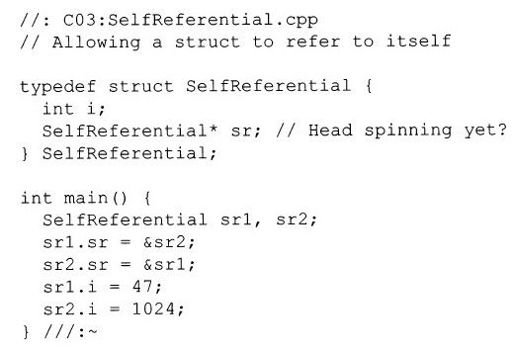 //: C03:SelfReferential.cpp
// Allowing a struct to refer to itself

typedef struct SelfReferential {
  int i;
  SelfReferential* sr; // Head spinning yet?
} SelfReferential;

int main() {
  SelfReferential sr1, sr2;
  sr1.sr = &sr2;
  sr2.sr = &sr1;
  sr1.i = 47;
  sr2.i = 1024;
} ///:~